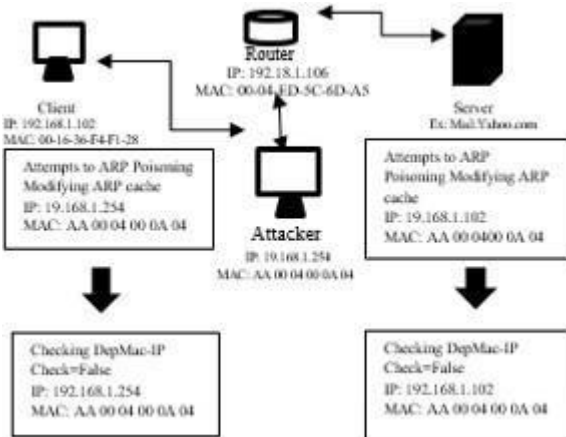 Router
IP: 192.18.1.106
MAC: 00-04-ED-5C-6D-A5
Client
IP: 192.168.1.102
MAC: 00-16-36-F4-F1-28
Server
Ex: Mail.Yahoo.com
Attempts to ARP Poisoning
Modifying ARP cache
IP: 19.168.1.254
MAC: AA 00 04 00 0A 04
Attacker
IP: 19.168.1.254
MAC: AA 00 04 00 0A 04
Attempts to ARP
Poisoning Modifying ARP
cache
IP: 19.168.1.102
MAC: AA 00 0400 0A 04
Checking DepMac-IP
Check=False
IP: 192.168.1.254
MAC: AA 00 04 00 0A 04
Checking DepMac-IP
Check=False
IP: 192.168.1.102
MAC: AA 00 04 00 0A 04